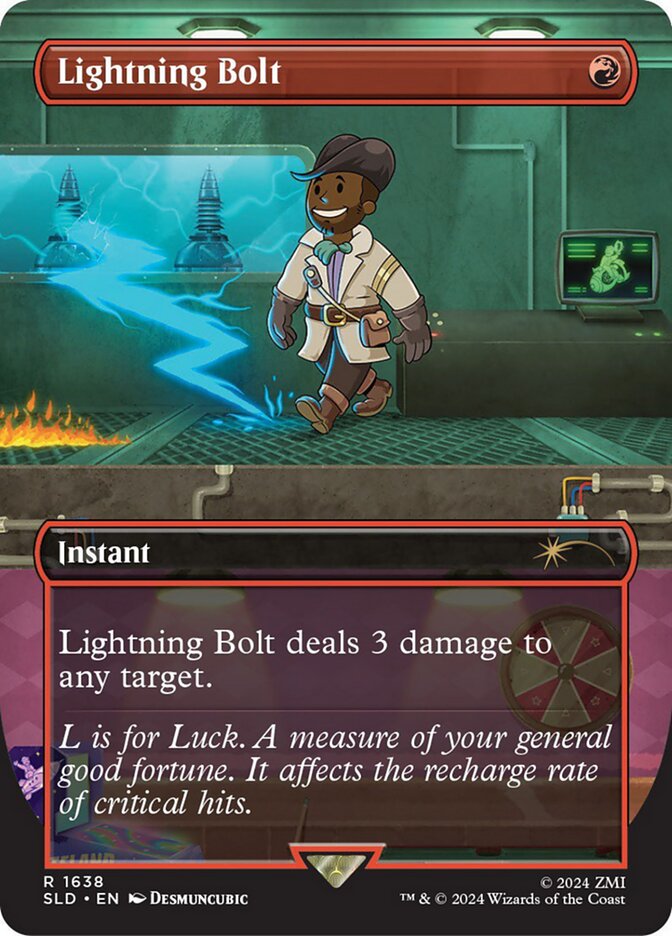 Lightning Bolt
Instant
Lightning Bolt deals 3 damage to
any target.
L is for Luck. A measure of your general
good fortune. It affects the recharge rate
of critical hits.
R 1638
SLD • EN Desmuncubic
© 2024 ZMI
™ & © 2024 Wizards of the Coast